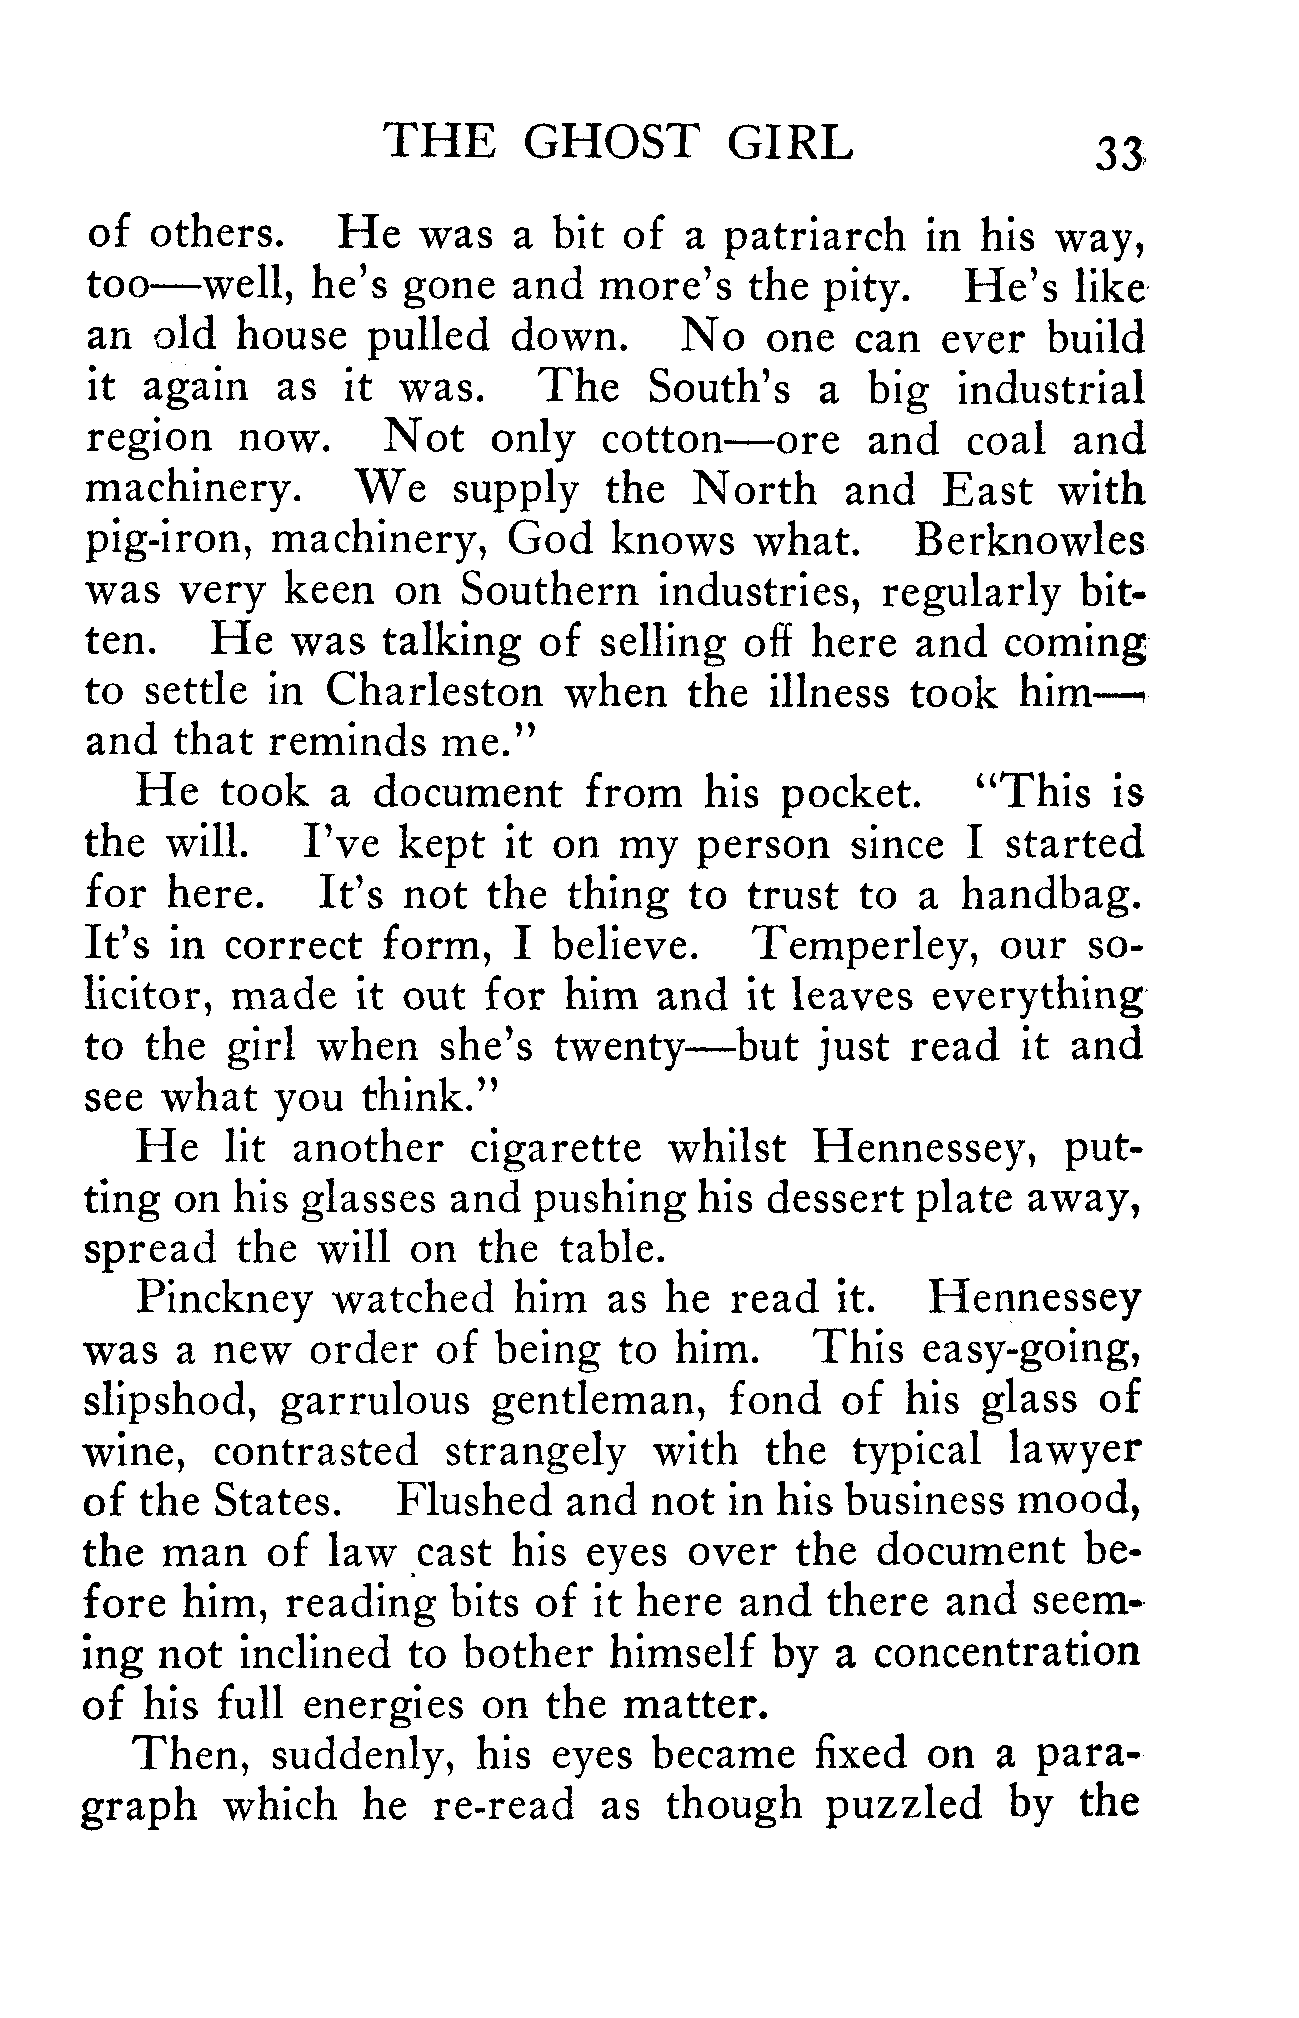 THE GHOST GIRL 33
of others. He was a bit of a patriarch in his way,
too—well, he's gone and more's the pity. He's like
an old house pulled down. No one can ever build
it again as it was. The South's a big industrial
region now. Not only cotton—ore and coal and
machinery. We supply the North and East with
pig-iron, machinery, God knows what. Berknowles
was very keen on Southern industries, regularly bit-
ten. He was talking of selling off here and coming
to settle in Charleston when the illness took him—
and that reminds me."
He took a document from his pocket. "This is
the will. I've kept it on my person since I started
for here. It's not the thing to trust to a handbag.
It's in correct form, I believe. Temperley, our so-
licitor, made it out for him and it leaves everything
to the girl when she's twenty—but just read it and
see what you think."
He lit another cigarette whilst Hennessey, put-
ting on his glasses and pushing his dessert plate away,
spread the will on the table.
Pinckney watched him as he read it. Hennessey
was a new order of being to him. This easy-going,
slipshod, garrulous gentleman, fond of his glass of
wine, contrasted strangely with the typical lawyer
of the States. Flushed and not in his business mood,
the man of law cast his eyes over the document be-
fore him, reading bits of it here and there and seem-
ing not inclined to bother himself by a concentration
of his full energies on the matter.
Then, suddenly, his eyes became fixed on a para-
graph which he re-read as though puzzled by the